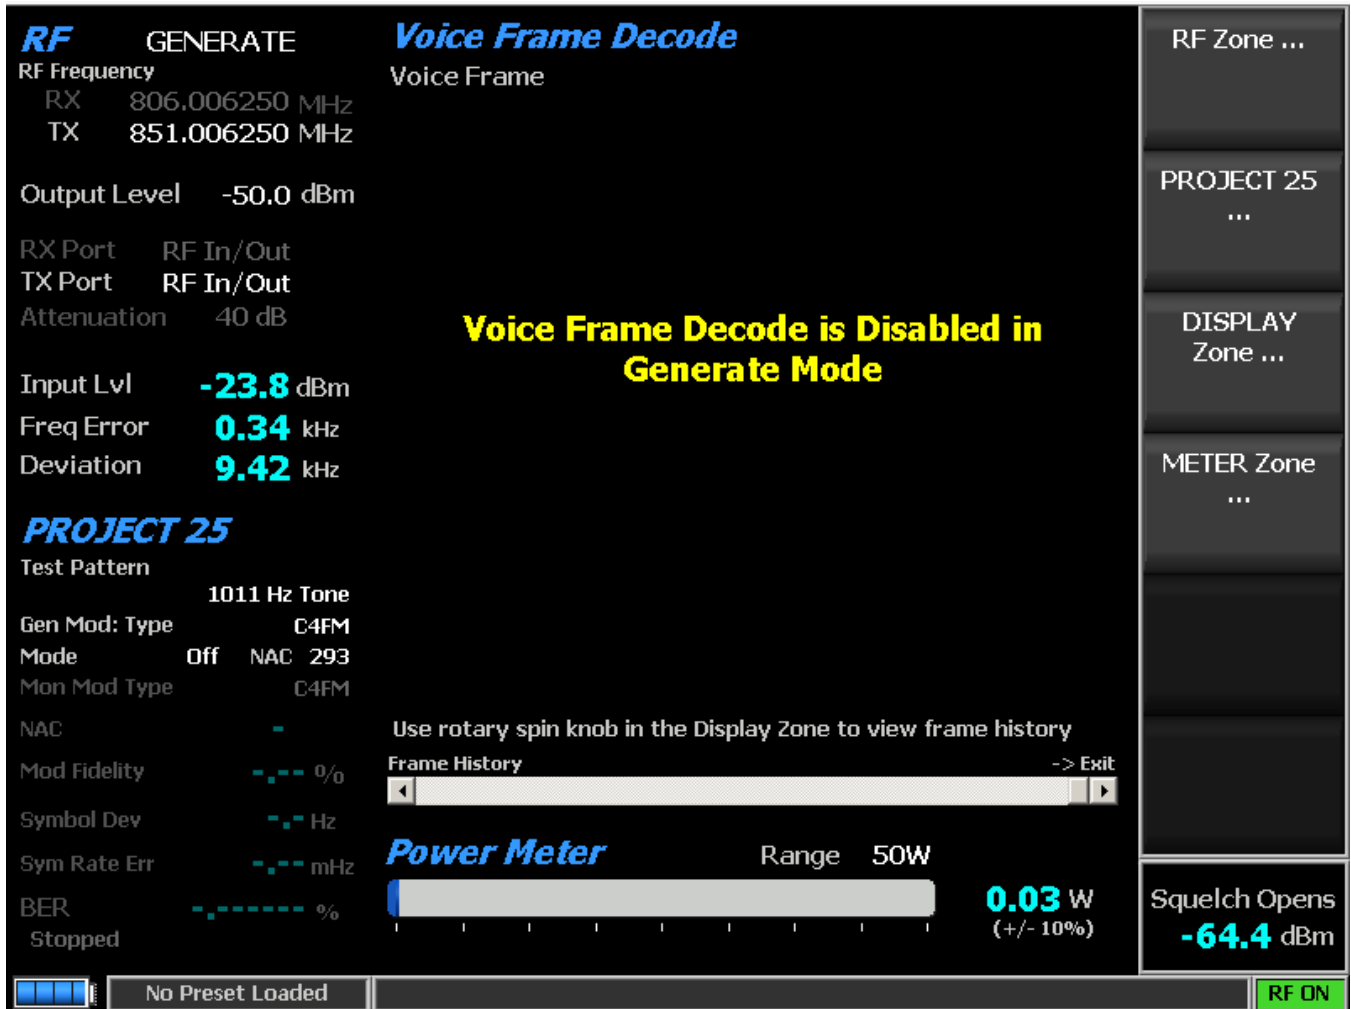 RF GENERATE
RF Frequency
RX 806.006250 MHz
TX 851.006250 MHz
Output Level -50.0 dBm
RX Port RF In/Out
TX Port RF In/Out
Attenuation 40 dB
Input Lvl -23.8 dBm
Freq Error 0.34 kHz
Deviation 9.42 kHz
PROJECT 25
Test Pattern
1011 Hz Tone
Gen Mod: Type C4FM
Mode Off NAC 293
Mon Mod Type C4FM
NAC -
Mod Fidelity -.-- %
Symbol Dev -.- Hz
Sym Rate Err -.-- mHz
BER -.------ %
Stopped
Voice Frame Decode
Voice Frame
Voice Frame Decode is Disabled in
Generate Mode
Use rotary spin knob in the Display Zone to view frame history
Frame History -> Exit
Power Meter Range 50W
0.03 W
(+/- 10%)
RF Zone ...
PROJECT 25
...
DISPLAY
Zone ...
METER Zone
...
Squelch Opens
-64.4 dBm
No Preset Loaded
RF ON